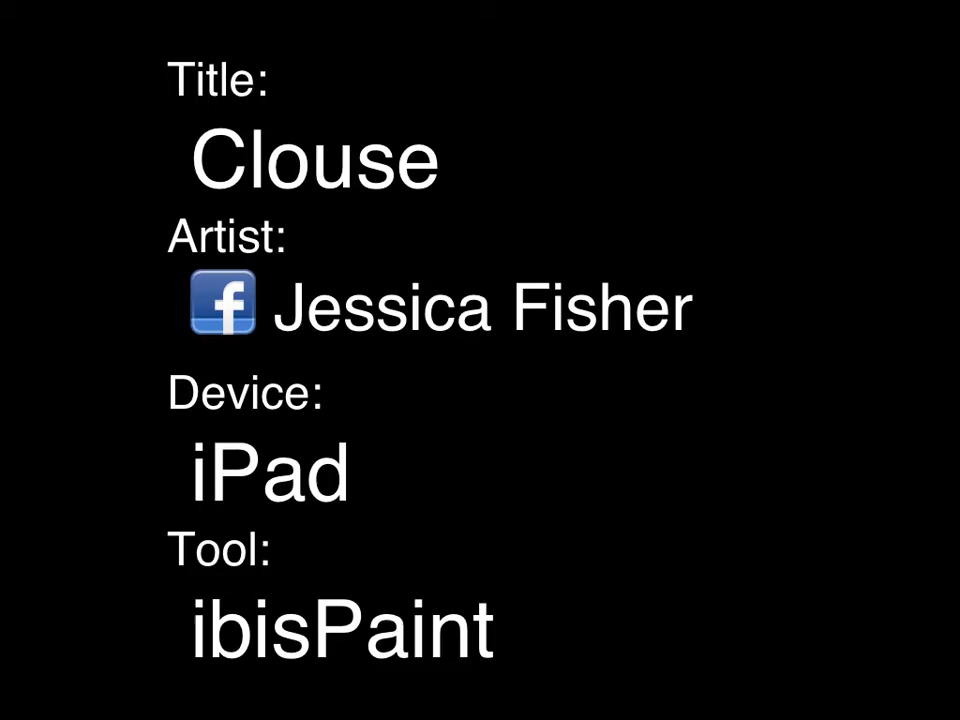 Title:
Clouse
Artist:
f Jessica Fisher
Device:
iPad
Tool:
ibisPaint